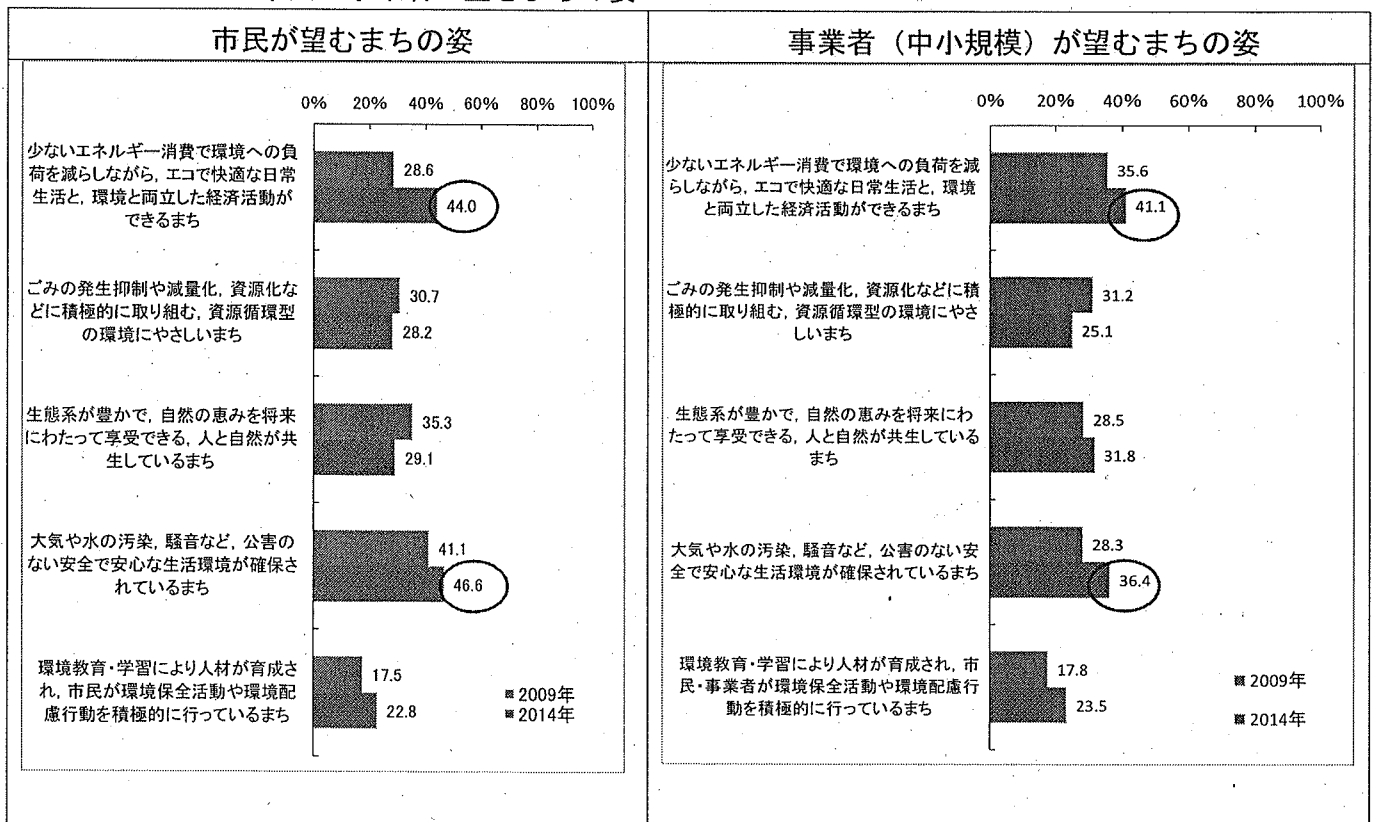 市民が望むまちの姿
0% 20% 40% 60% 80% 100%
少ないエネルギー消費で環境への負
荷を減らしながら，エコで快適な日常
生活と，環境と両立した経済活動が
できるまち
28.6
44.0
ごみの発生抑制や減量化，資源化な
どに積極的に取り組む，資源循環型
の環境にやさしいまち
30.7
28.2
生態系が豊かで，自然の恵みを将来
にわたって享受できる，人と自然が共
生しているまち
35.3
29.1
大気や水の汚染，騒音など，公害の
ない安全で安心な生活環境が確保さ
れているまち
41.1
46.6
環境教育・学習により人材が育成さ
れ，市民が環境保全活動や環境配
慮行動を積極的に行っているまち
17.5
22.8
2009年
2014年
事業者（中小規模）が望むまちの姿
0% 20% 40% 60% 80% 100%
少ないエネルギー消費で環境への負荷を減
らしながら，エコで快適な日常生活と，環境
と両立した経済活動ができるまち
35.6
41.1
ごみの発生抑制や減量化，資源化などに積
極的に取り組む，資源循環型の環境にやさ
しいまち
31.2
25.1
生態系が豊かで，自然の恵みを将来にわ
たって享受できる，人と自然が共生している
まち
28.5
31.8
大気や水の汚染，騒音など，公害のない安
全で安心な生活環境が確保されているまち
28.3
36.4
環境教育・学習により人材が育成され，市
民・事業者が環境保全活動や環境配慮行
動を積極的に行っているまち
17.8
23.5
2009年
2014年